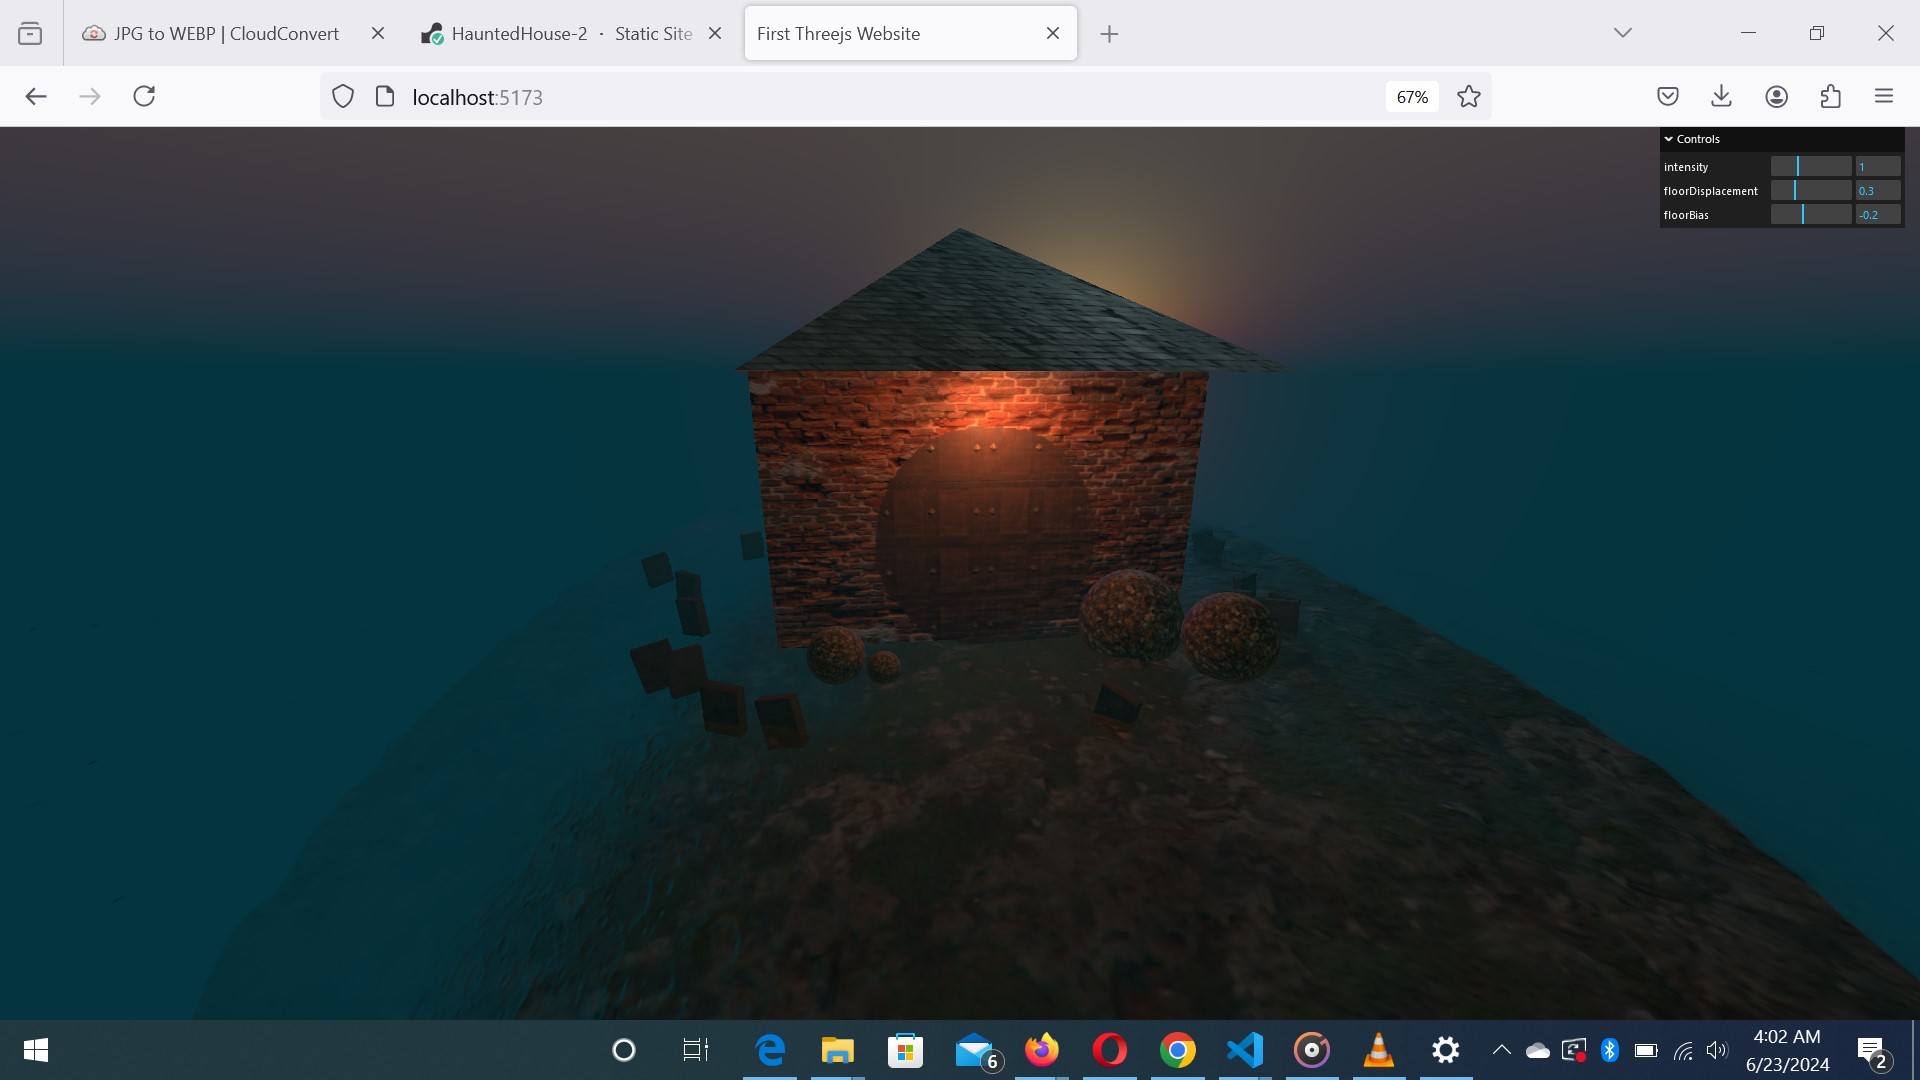 JPG to WEBP | CloudConvert
HauntedHouse-2 · Static Site
First Threejs Website
localhost:5173
67%
Controls
intensity
1
floorDisplacement
0.3
floorBias
-0.2
6
4:02 AM
6/23/2024
2